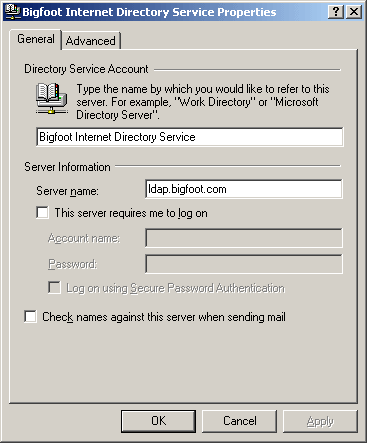 Bigfoot Internet Directory Service Properties
General
Advanced
Directory Service Account
Type the name by which you would like to refer to this
server. For example, "Work Directory" or "Microsoft
Directory Server".
Bigfoot Internet Directory Service
Server Information
Server name:
ldap.bigfoot.com
This server requires me to log on
Account name:
Password:
Log on using Secure Password Authentication
Check names against this server when sending mail
OK
Cancel
Apply